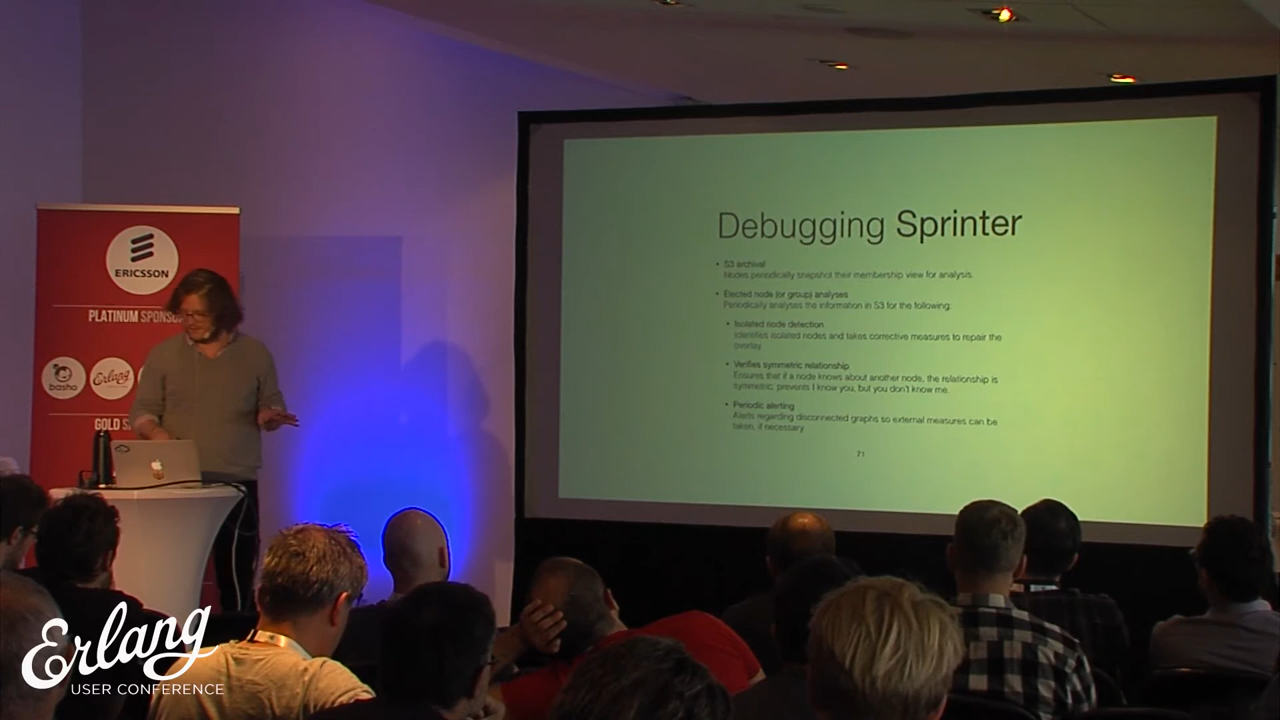 ERICSSON
PLATINUM SPONSO
basho
Erlang
GOLD S
Debugging Sprinter
• S3 archival
Nodes periodically snapshot their membership view for analysis.
• Elected node (or group) analyses
Periodically analyses the information in S3 for the following:
• Isolated node detection
Identifies isolated nodes and takes corrective measures to repair the
overlay.
• Verifies symmetric relationship
Ensures that if a node knows about another node, the relationship is
symmetric; prevents I know you, but you don't know me.
• Periodic alerting
Alerts regarding disconnected graphs so external measures can be
taken, if necessary.
71
Erlang
USER CONFERENCE